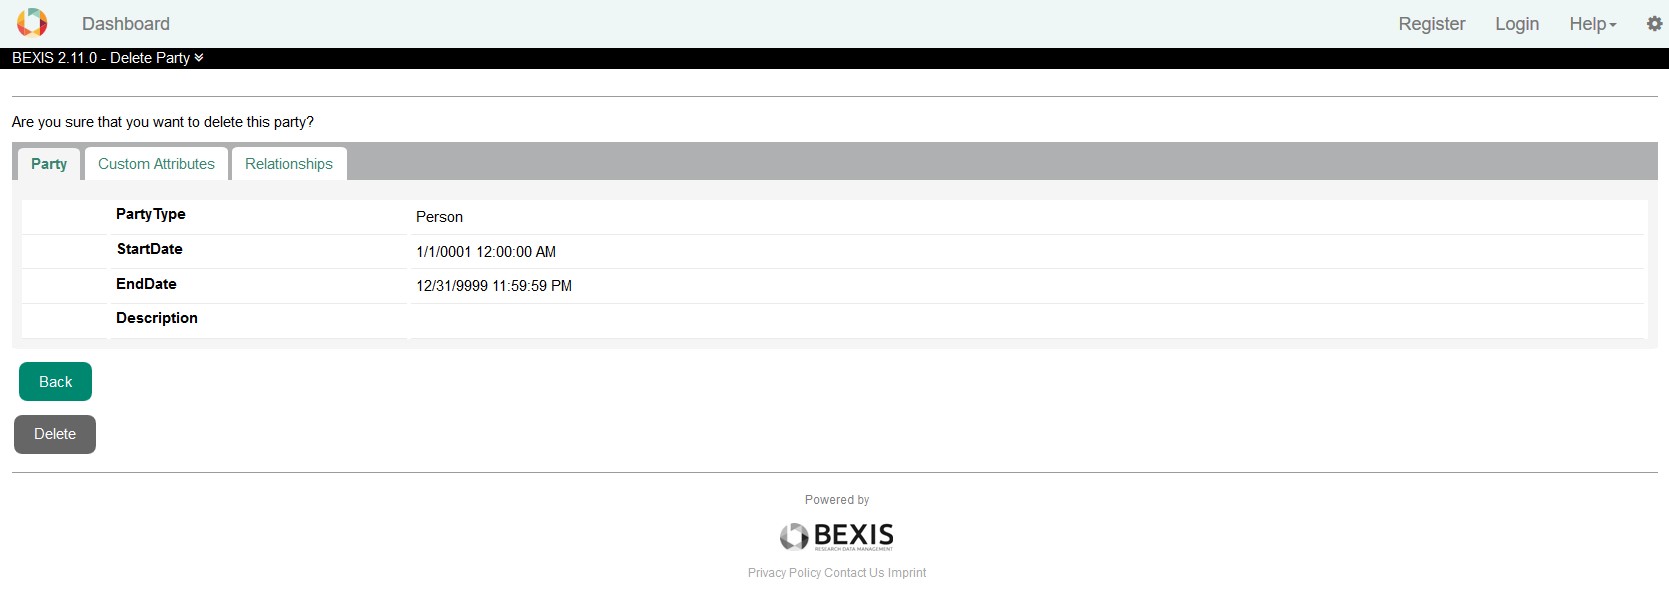 Dashboard Register Login Help
BEXIS 2.11.0 - Delete Party
Are you sure that you want to delete this party?
Party Custom Attributes Relationships
PartyType Person
StartDate 1/1/0001 12:00:00 AM
EndDate 12/31/9999 11:59:59 PM
Description
Back
Delete
Powered by
BEXIS
RESEARCH DATA MANAGEMENT
Privacy Policy Contact Us Imprint